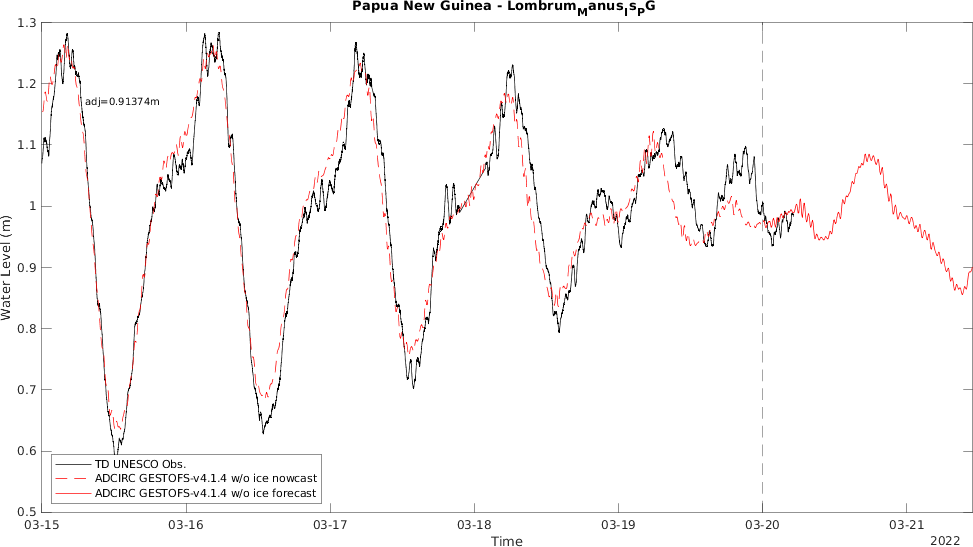 Papua New Guinea - LombrumManusIsPG
1.3
1.2
1.1
1
0.9
0.8
0.7
0.6
0.5
Water Level (m)
adj=0.91374m
TD UNESCO Obs.
ADCIRC GESTOFS-v4.1.4 w/o ice nowcast
ADCIRC GESTOFS-v4.1.4 w/o ice forecast
03-15 03-16 03-17 03-18 03-19 03-20 03-21
Time
2022